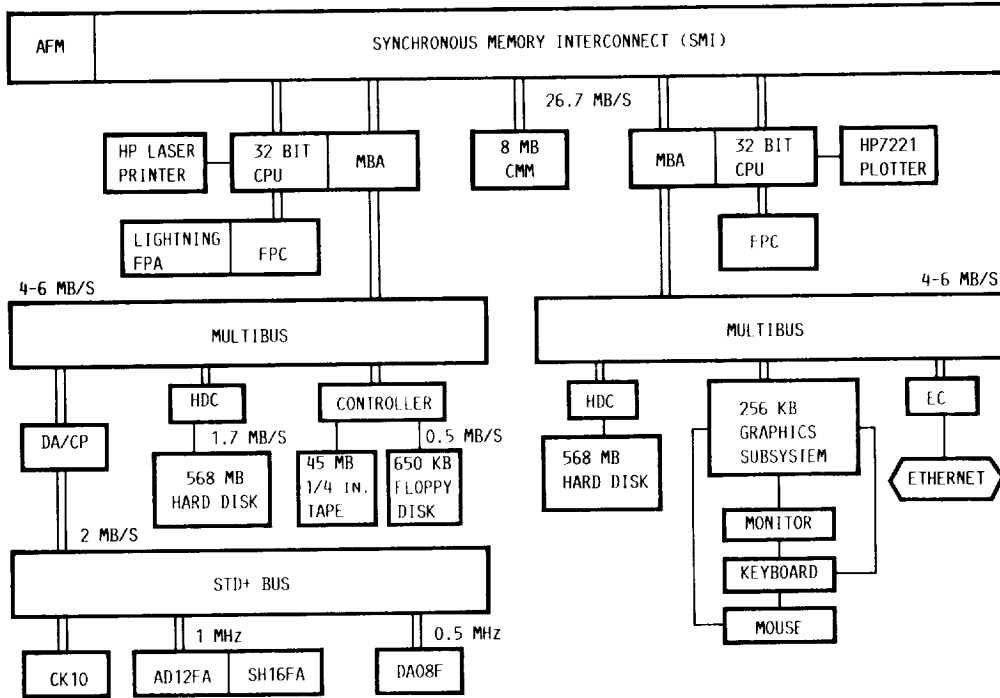 AFM
SYNCHRONOUS MEMORY INTERCONNECT (SMI)
26.7 MB/S
HP LASER
PRINTER
32 BIT
CPU
MBA
8 MB
CMM
MBA
32 BIT
CPU
HP7221
PLOTTER
LIGHTNING
FPA
FPC
FPC
4-6 MB/S
4-6 MB/S
MULTIBUS
MULTIBUS
HDC
CONTROLLER
HDC
256 KB
GRAPHICS
SUBSYSTEM
EC
DA/CP
1.7 MB/S
0.5 MB/S
568 MB
HARD DISK
45 MB
1/4 IN.
TAPE
650 KB
FLOPPY
DISK
568 MB
HARD DISK
ETHERNET
2 MB/S
MONITOR
KEYBOARD
MOUSE
STD+ BUS
1 MHz
0.5 MHz
CK10
AD12FA
SH16FA
DA08F